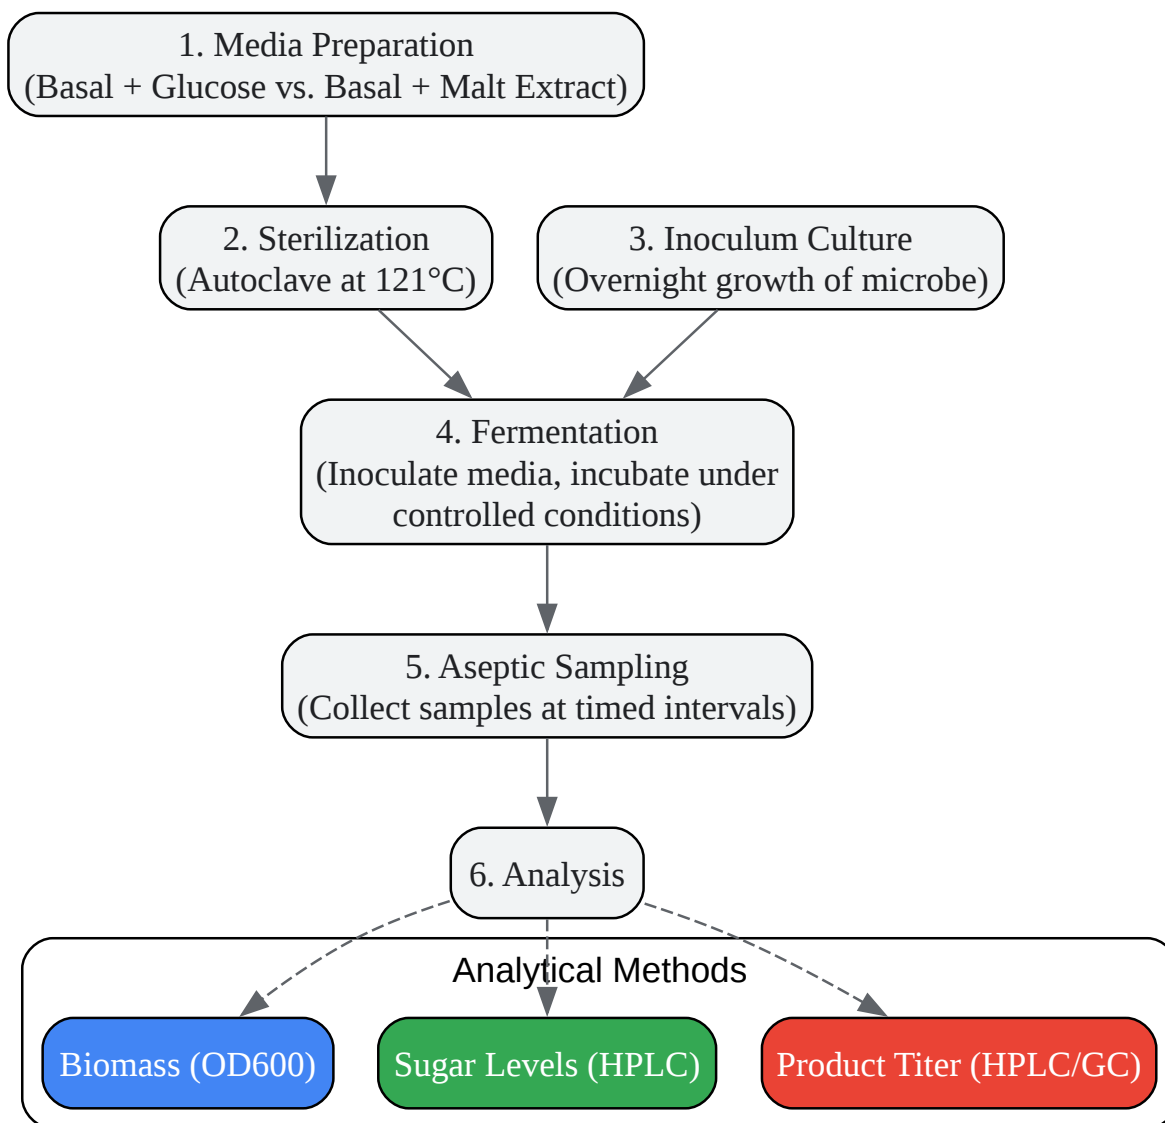 1. Media Preparation
(Basal + Glucose vs. Basal + Malt Extract)
2. Sterilization
(Autoclave at 121°C)
3. Inoculum Culture
(Overnight growth of microbe)
4. Fermentation
(Inoculate media, incubate under
controlled conditions)
5. Aseptic Sampling
(Collect samples at timed intervals)
6. Analysis
Analytical Methods
Biomass (OD600)
Sugar Levels (HPLC)
Product Titer (HPLC/GC)